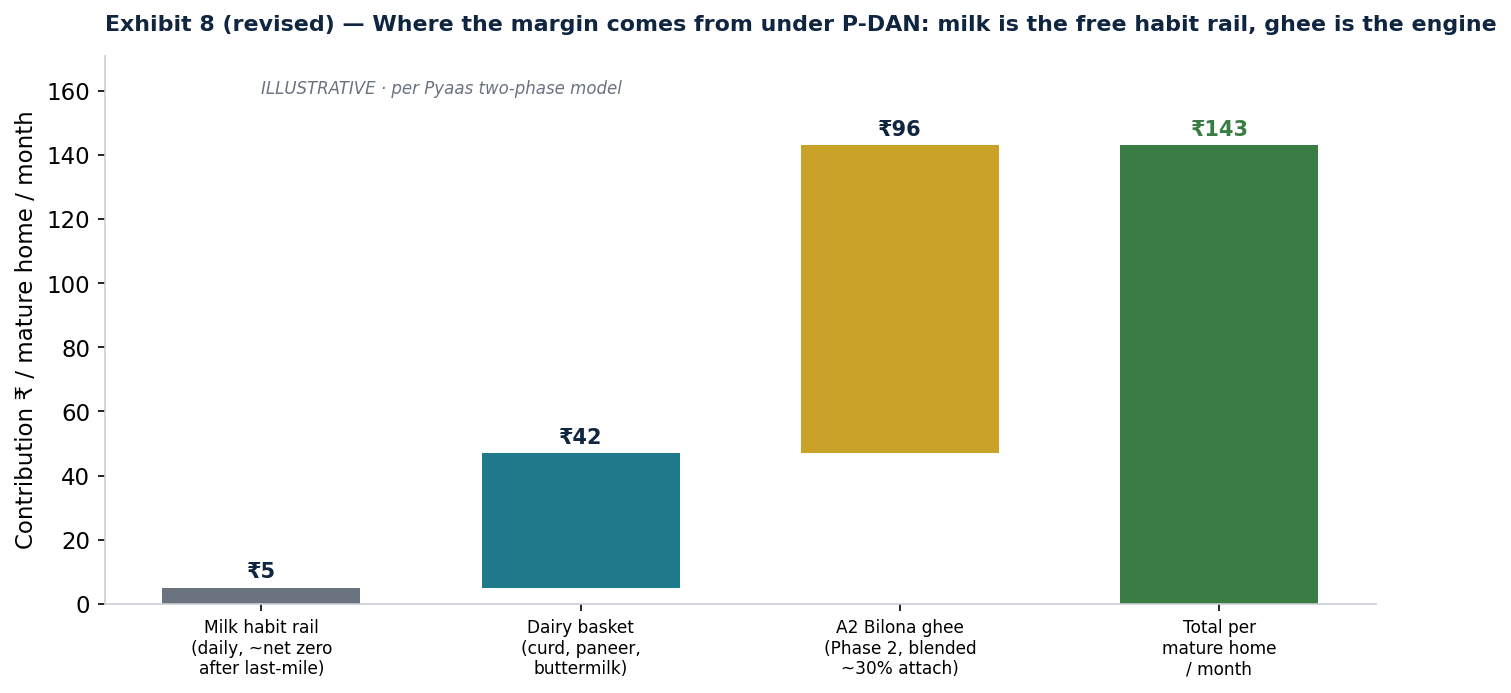 Exhibit 8 (revised) — Where the margin comes from under P-DAN: milk is the free habit rail, ghee is the engine
ILLUSTRATIVE · per Pyaas two-phase model
Contribution ₹ / mature home / month
160
140
120
100
80
60
40
20
0
₹5
₹42
₹96
₹143
Milk habit rail
(daily, ~net zero
after last-mile)
Dairy basket
(curd, paneer,
buttermilk)
A2 Bilona ghee
(Phase 2, blended
~30% attach)
Total per
mature home
/ month